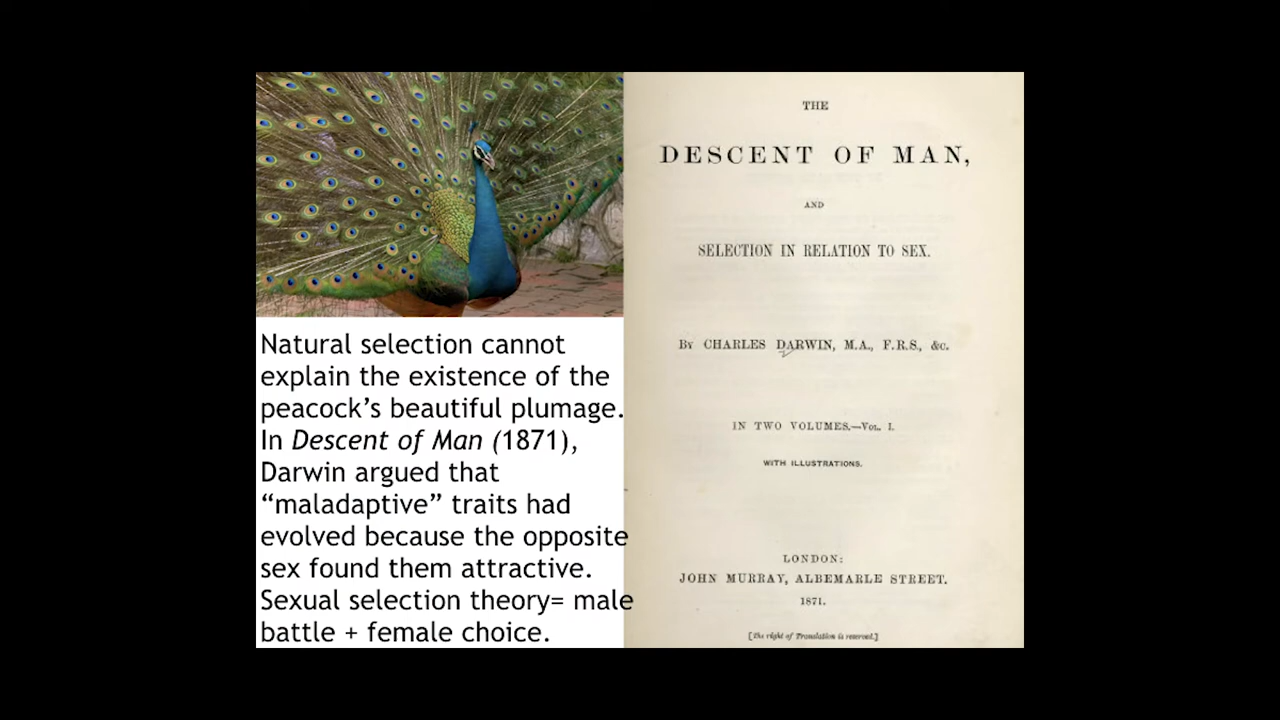 Natural selection cannot
explain the existence of the
peacock’s beautiful plumage.
In Descent of Man (1871),
Darwin argued that
“maladaptive” traits had
evolved because the opposite
sex found them attractive.
Sexual selection theory= male
battle + female choice.
THE
DESCENT OF MAN,
AND
SELECTION IN RELATION TO SEX.
By CHARLES DARWIN, M.A., F.R.S., &c.
IN TWO VOLUMES.—Vol. I.
WITH ILLUSTRATIONS.
LONDON:
JOHN MURRAY, ALBEMARLE STREET.
1871.
[The right of Translation is reserved.]